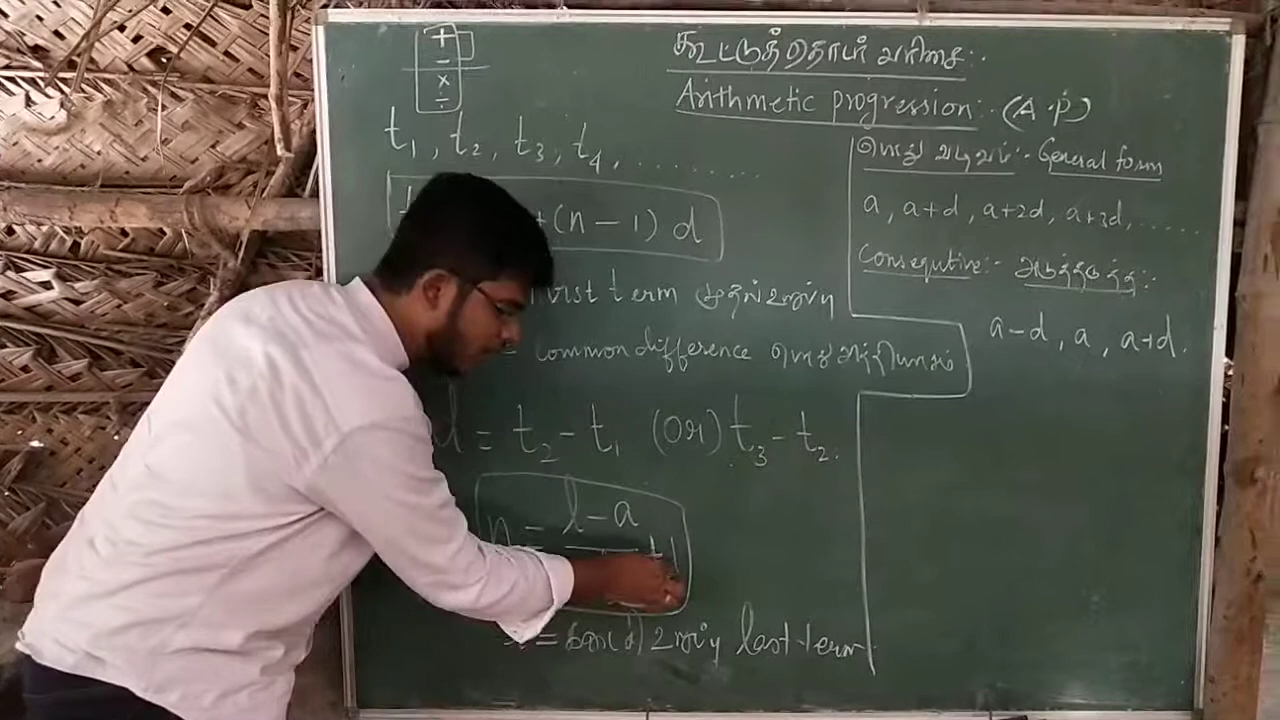 +
-
×
÷
கூட்டுத்தொடர் வரிசை:-
Arithmetic progression:- (A.P)
t₁, t₂, t₃, t₄, ..........
+(n-1) d
term முதல் உறுப்பு
= common difference பொது வித்தியாசம்
d = t₂ - t₁ (or) t₃ - t₂.
n = l-a
+1
= கடைசி உறுப்பு last term
பொது வடிவம்:- General form
a, a+d, a+2d, a+3d, ......
Consequtive:- அடுத்தடுத்த:-
a-d, a, a+d.